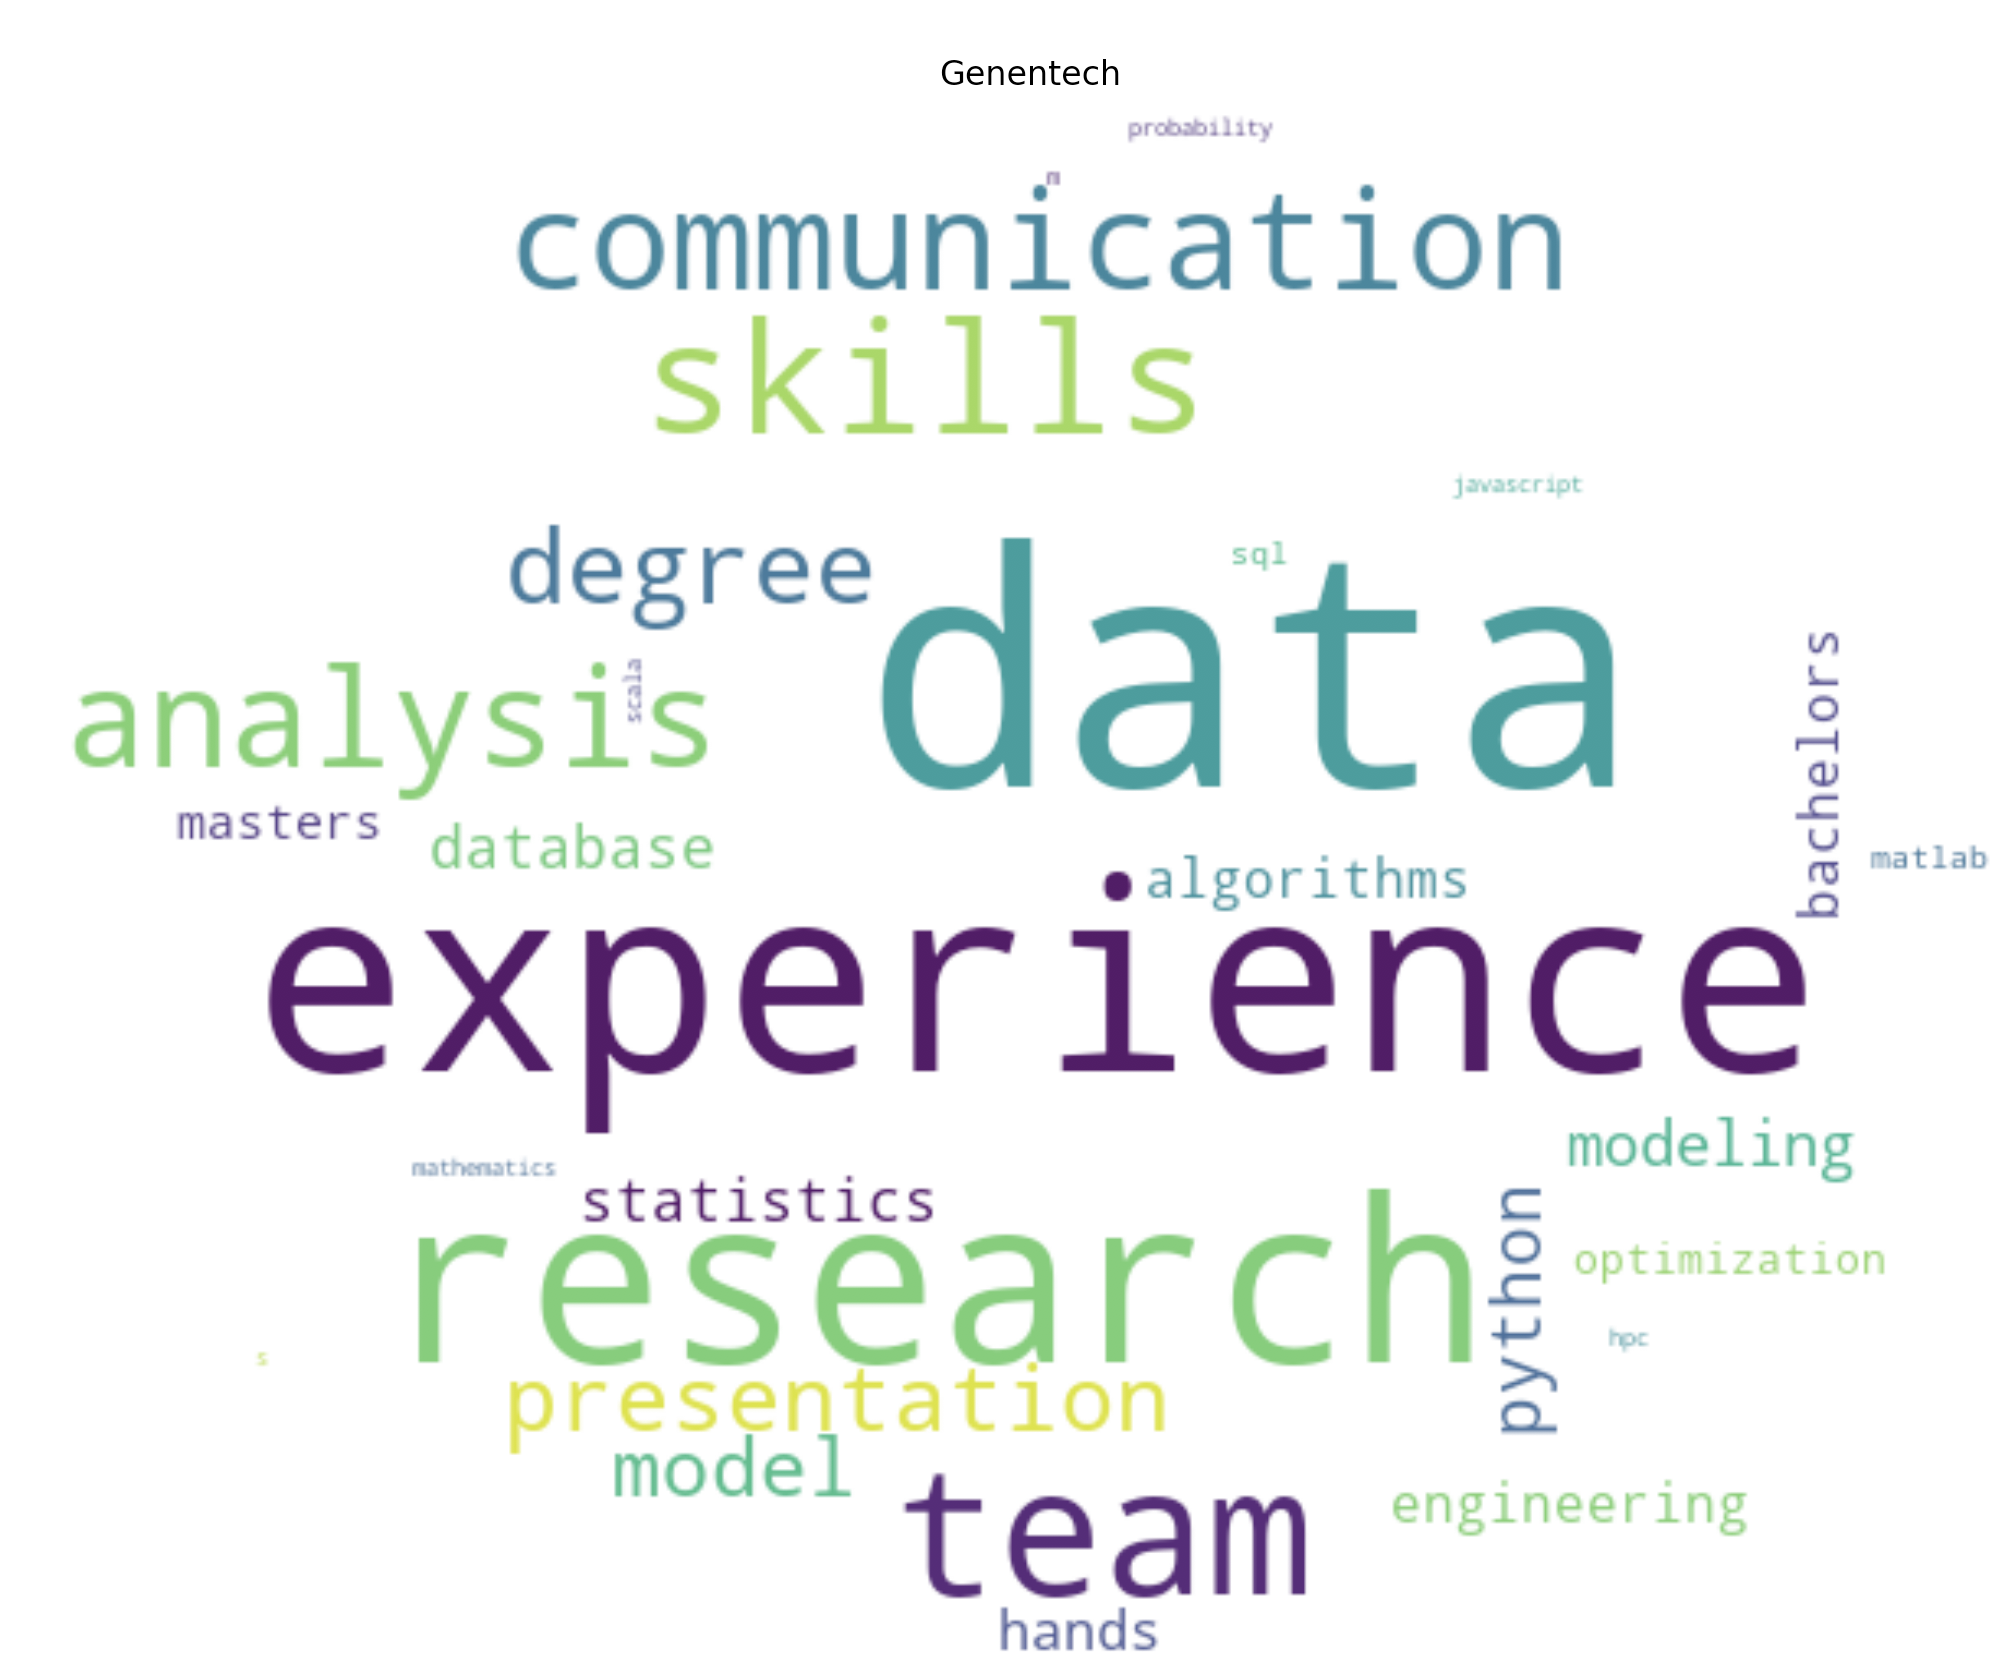 Genentech
probability
m
communication
skills
javascript
degree
sql
data
analysis
scala
bachelors
masters
database
algorithms
matlab
experience
modeling
mathematics
statistics
research
python
optimization
hpc
s
presentation
model
team
engineering
hands